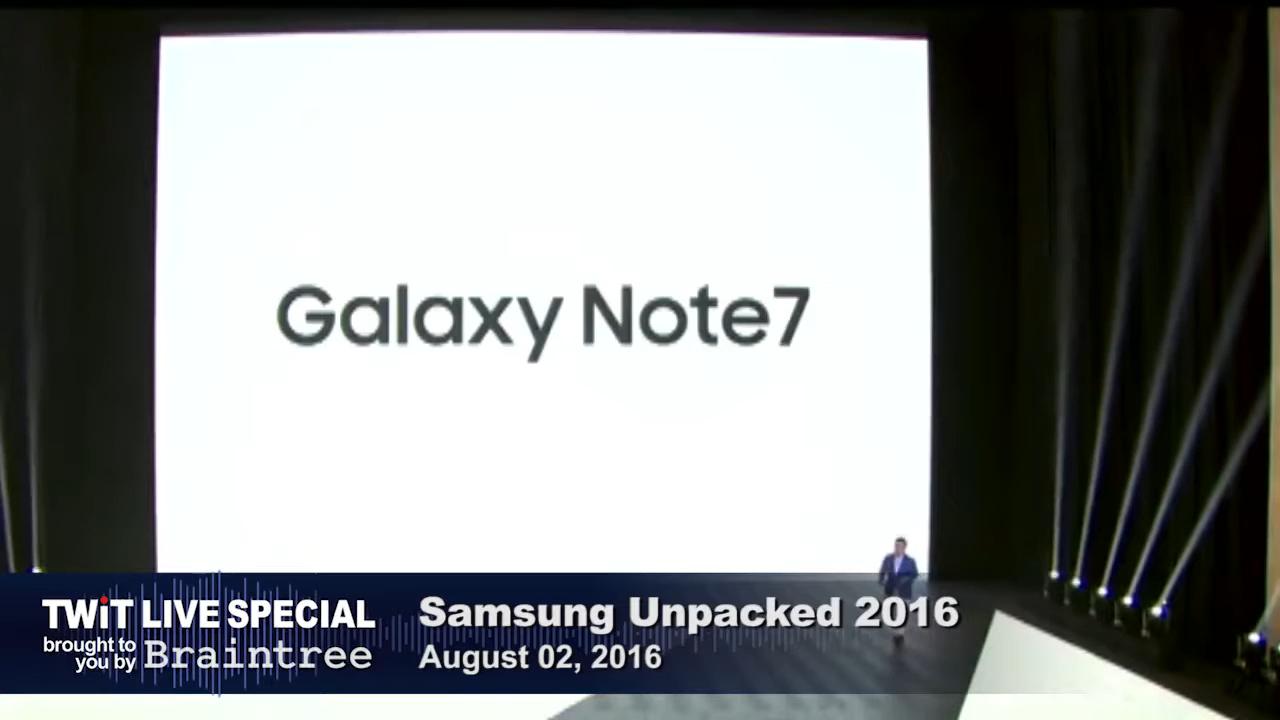 Galaxy Note7
TWiT LIVE SPECIAL
brought to
you by Braintree
Samsung Unpacked 2016
August 02, 2016